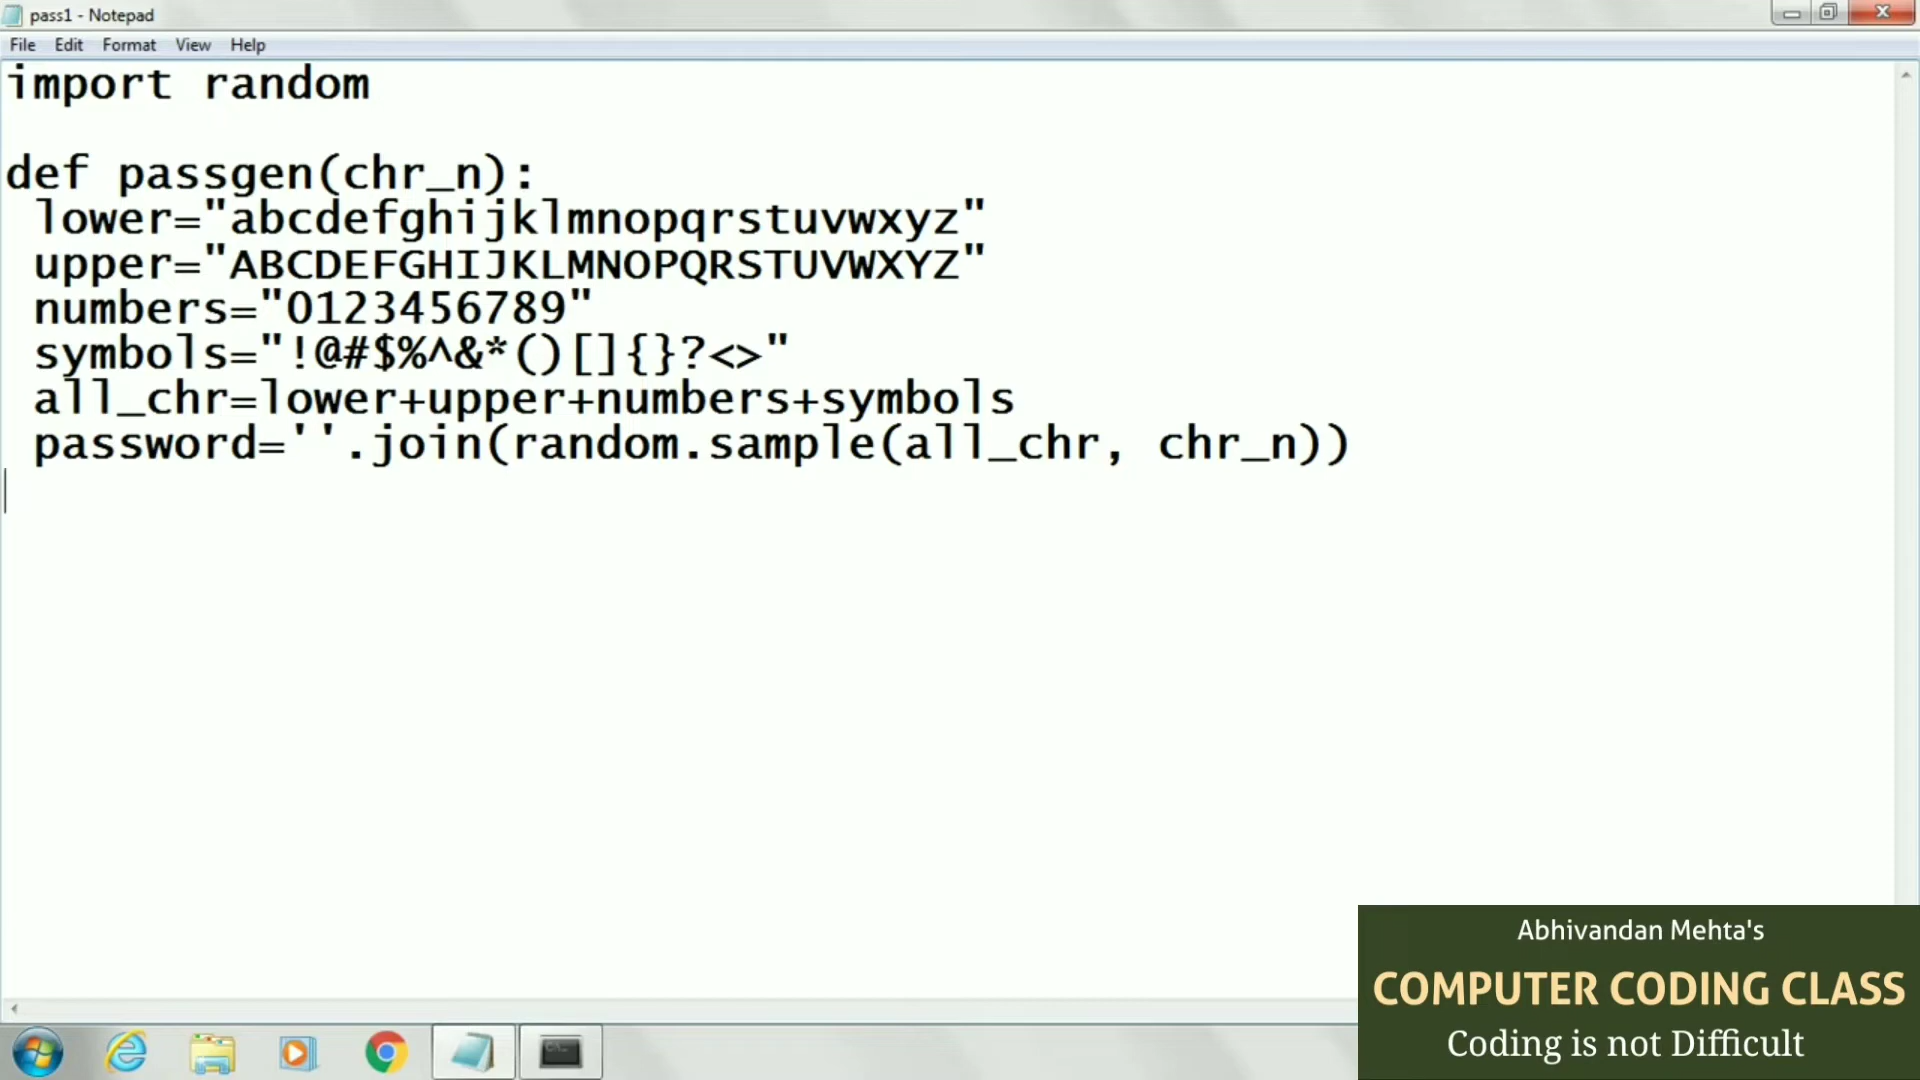 pass1 - Notepad
File Edit Format View Help
import random
def passgen(chr_n):
lower="abcdefghijklmnopqrstuvwxyz"
upper="ABCDEFGHIJKLMNOPQRSTUVWXYZ"
numbers="0123456789"
symbols="!@#$%^&*()[]{}?<>"
all_chr=lower+upper+numbers+symbols
password=''.join(random.sample(all_chr, chr_n))
Abhivandan Mehta's
COMPUTER CODING CLASS
Coding is not Difficult